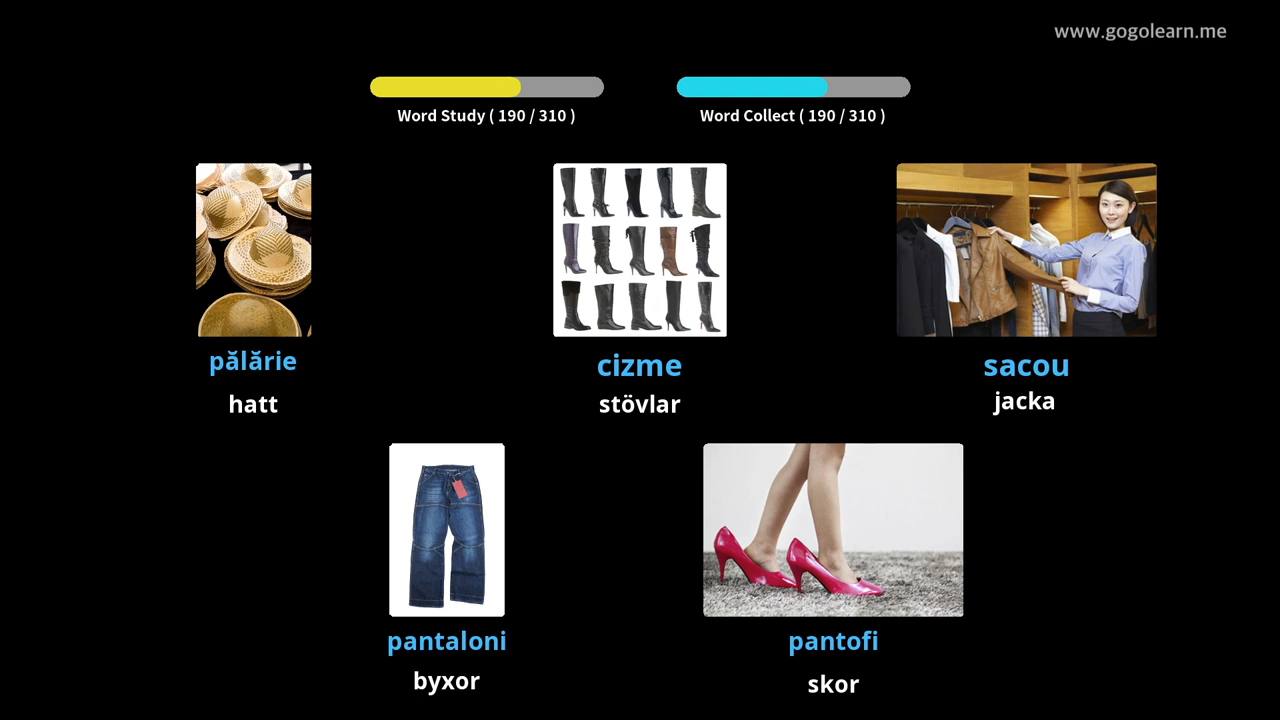 www.gogolearn.me
Word Study ( 190 / 310 )
Word Collect ( 190 / 310 )
pălărie
hatt
cizme
stövlar
sacou
jacka
pantaloni
byxor
pantofi
skor